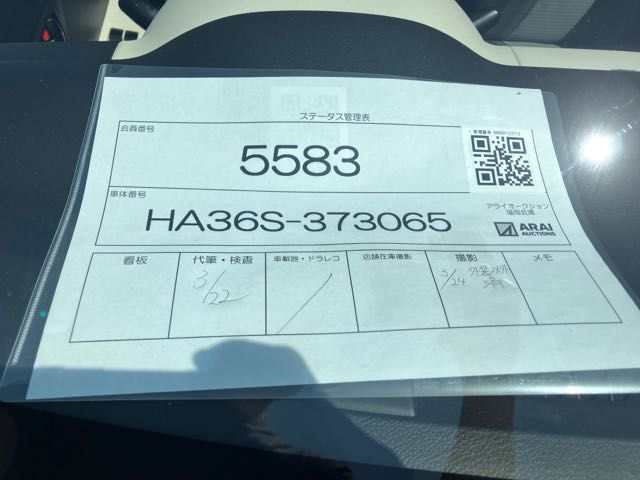 ステータス管理表
会員番号
5583
車体番号
HA36S-373065
アライオークション
福岡会場
ARAI
AUCTIONS
看板
代筆・検査
車載器・ドラレコ
店舗在庫撮影
撮影
メモ
3/22
3/24